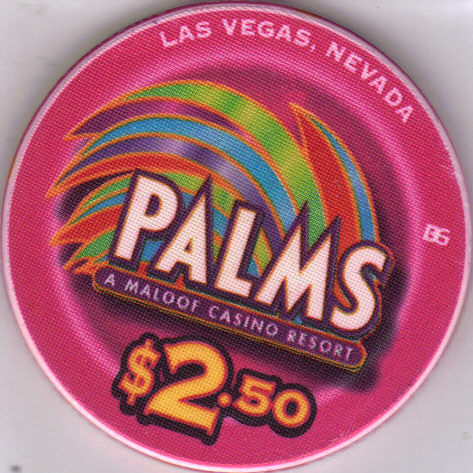 LAS VEGAS, NEVADA
BG
PALMS
A MALOOF CASINO RESORT
$2.50